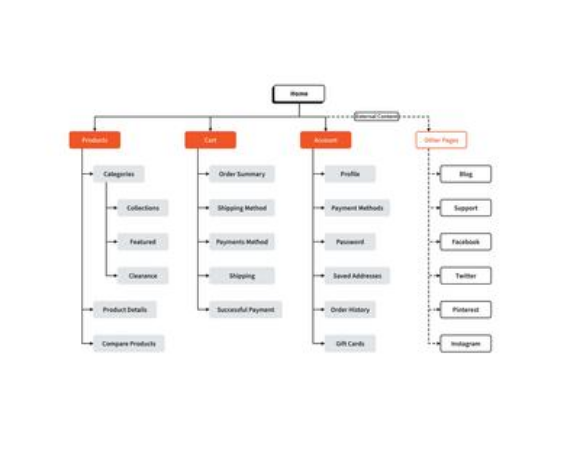 Home
External Content
Products
Cart
Account
Other Pages
Categories
Order Summary
Profile
Blog
Collections
Shipping Method
Payment Methods
Support
Featured
Payments Method
Password
Facebook
Clearence
Shipping
Saved Addresses
Twitter
Product Details
Successful Payment
Order History
Pinterest
Compare Products
Gift Cards
Instagram